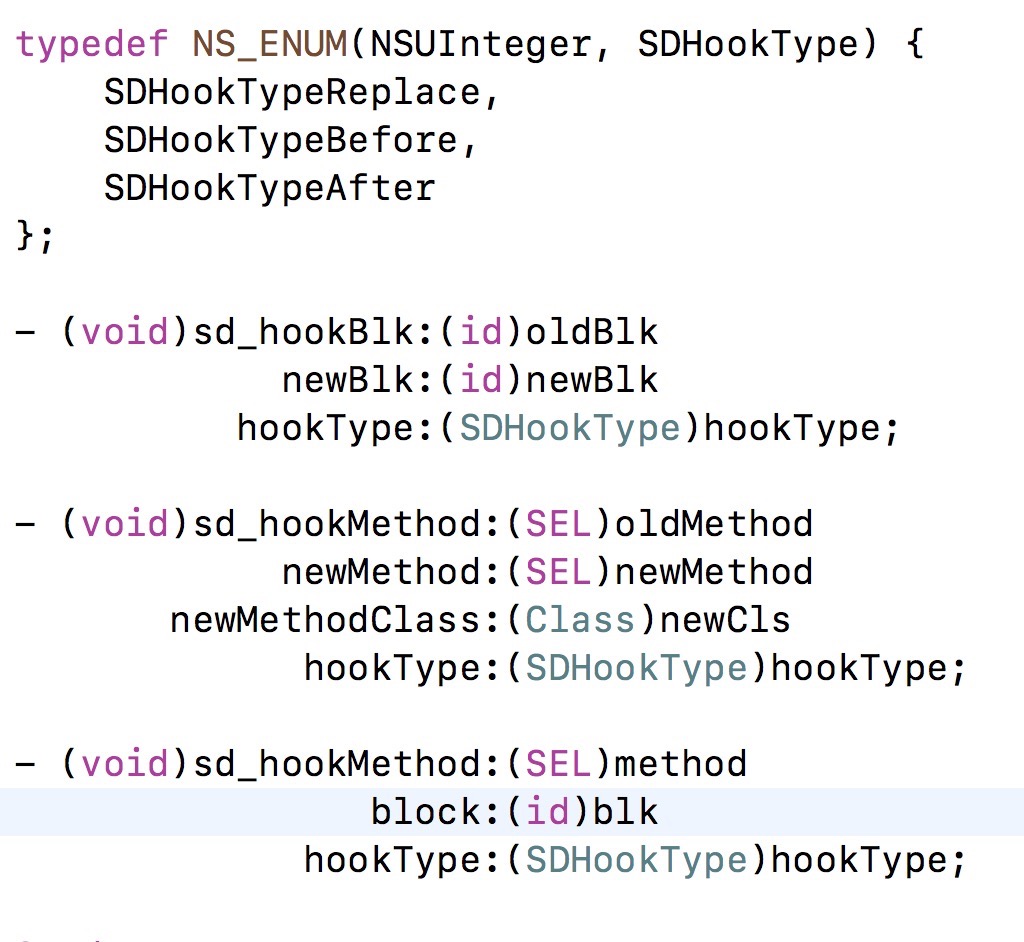 typedef NS_ENUM(NSUInteger, SDHookType) {
    SDHookTypeReplace,
    SDHookTypeBefore,
    SDHookTypeAfter
};
- (void)sd_hookBlk:(id)oldBlk
            newBlk:(id)newBlk
          hookType:(SDHookType)hookType;
- (void)sd_hookMethod:(SEL)oldMethod
            newMethod:(SEL)newMethod
       newMethodClass:(Class)newCls
             hookType:(SDHookType)hookType;
- (void)sd_hookMethod:(SEL)method
                block:(id)blk
             hookType:(SDHookType)hookType;